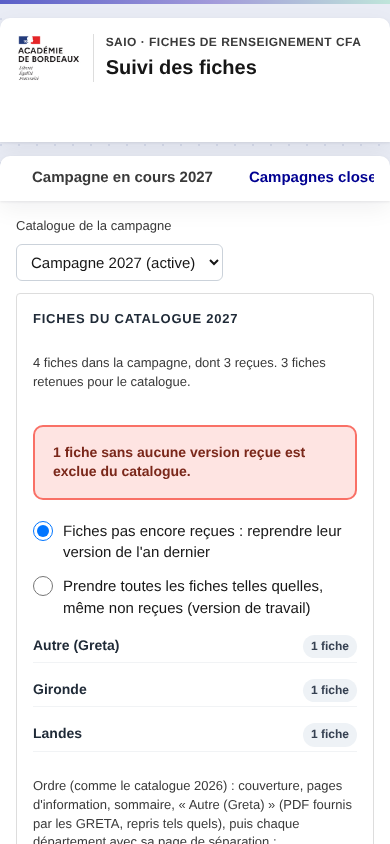 ACADÉMIE
DE BORDEAUX
Liberté
Égalité
Fraternité
SAIO · FICHES DE RENSEIGNEMENT CFA
Suivi des fiches
Campagne en cours 2027
Campagnes close
Catalogue de la campagne
Campagne 2027 (active)
FICHES DU CATALOGUE 2027
4 fiches dans la campagne, dont 3 reçues. 3 fiches
retenues pour le catalogue.
1 fiche sans aucune version reçue est
exclue du catalogue.
Fiches pas encore reçues : reprendre leur
version de l'an dernier
Prendre toutes les fiches telles quelles,
même non reçues (version de travail)
Autre (Greta) 1 fiche
Gironde 1 fiche
Landes 1 fiche
Ordre (comme le catalogue 2026) : couverture, pages
d'information, sommaire, « Autre (Greta) » (PDF fournis
par les GRETA, repris tels quels), puis chaque
département avec sa page de séparation :